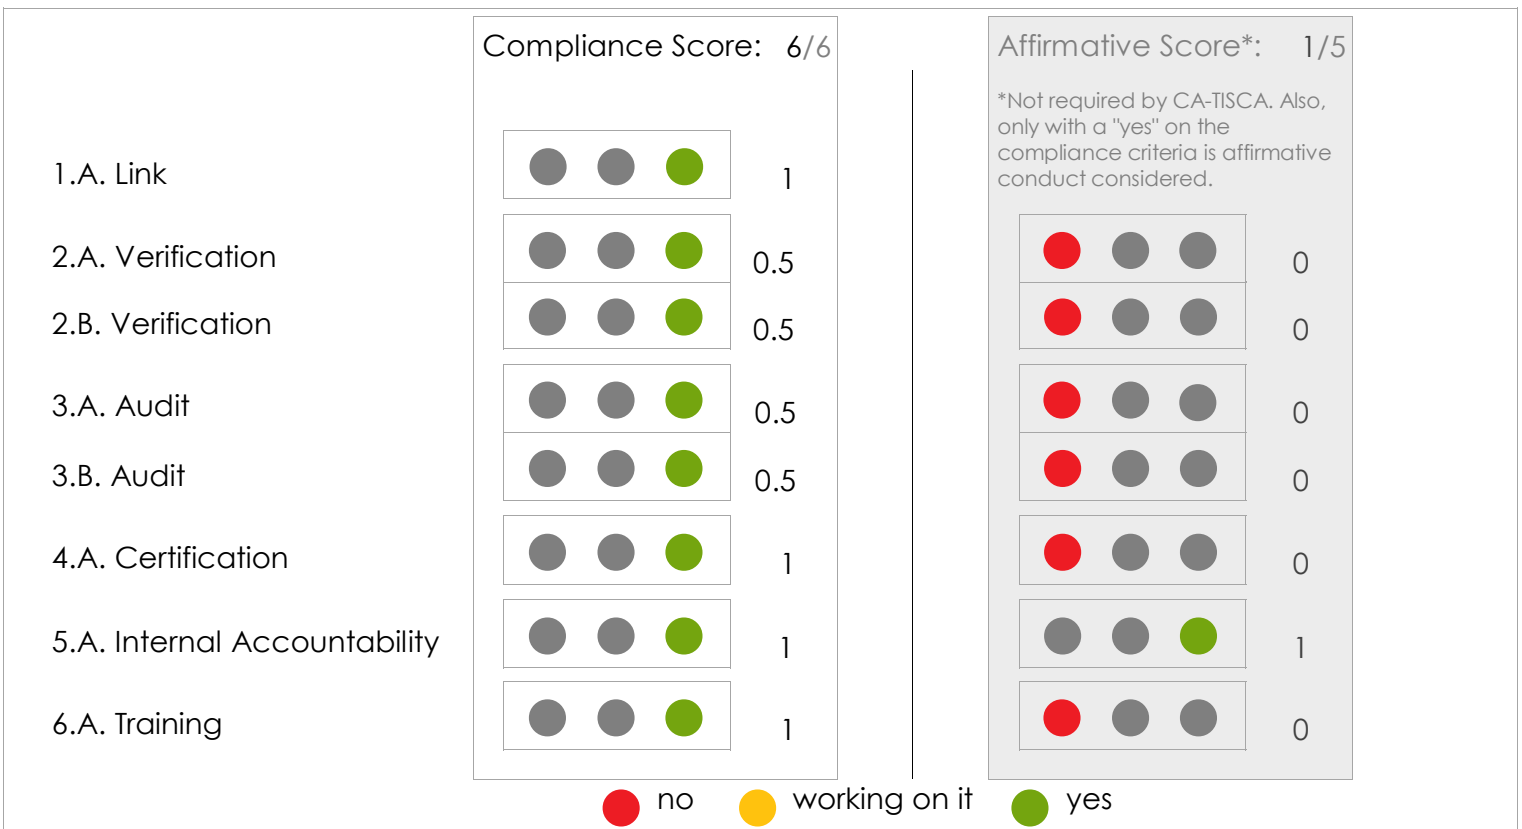 Compliance Score: 6/6
Affirmative Score*: 1/5
*Not required by CA-TISCA. Also,
only with a "yes" on the
compliance criteria is affirmative
conduct considered.
1.A. Link 1
2.A. Verification 0.5 0
2.B. Verification 0.5 0
3.A. Audit 0.5 0
3.B. Audit 0.5 0
4.A. Certification 1 0
5.A. Internal Accountability 1 1
6.A. Training 1 0
no working on it yes